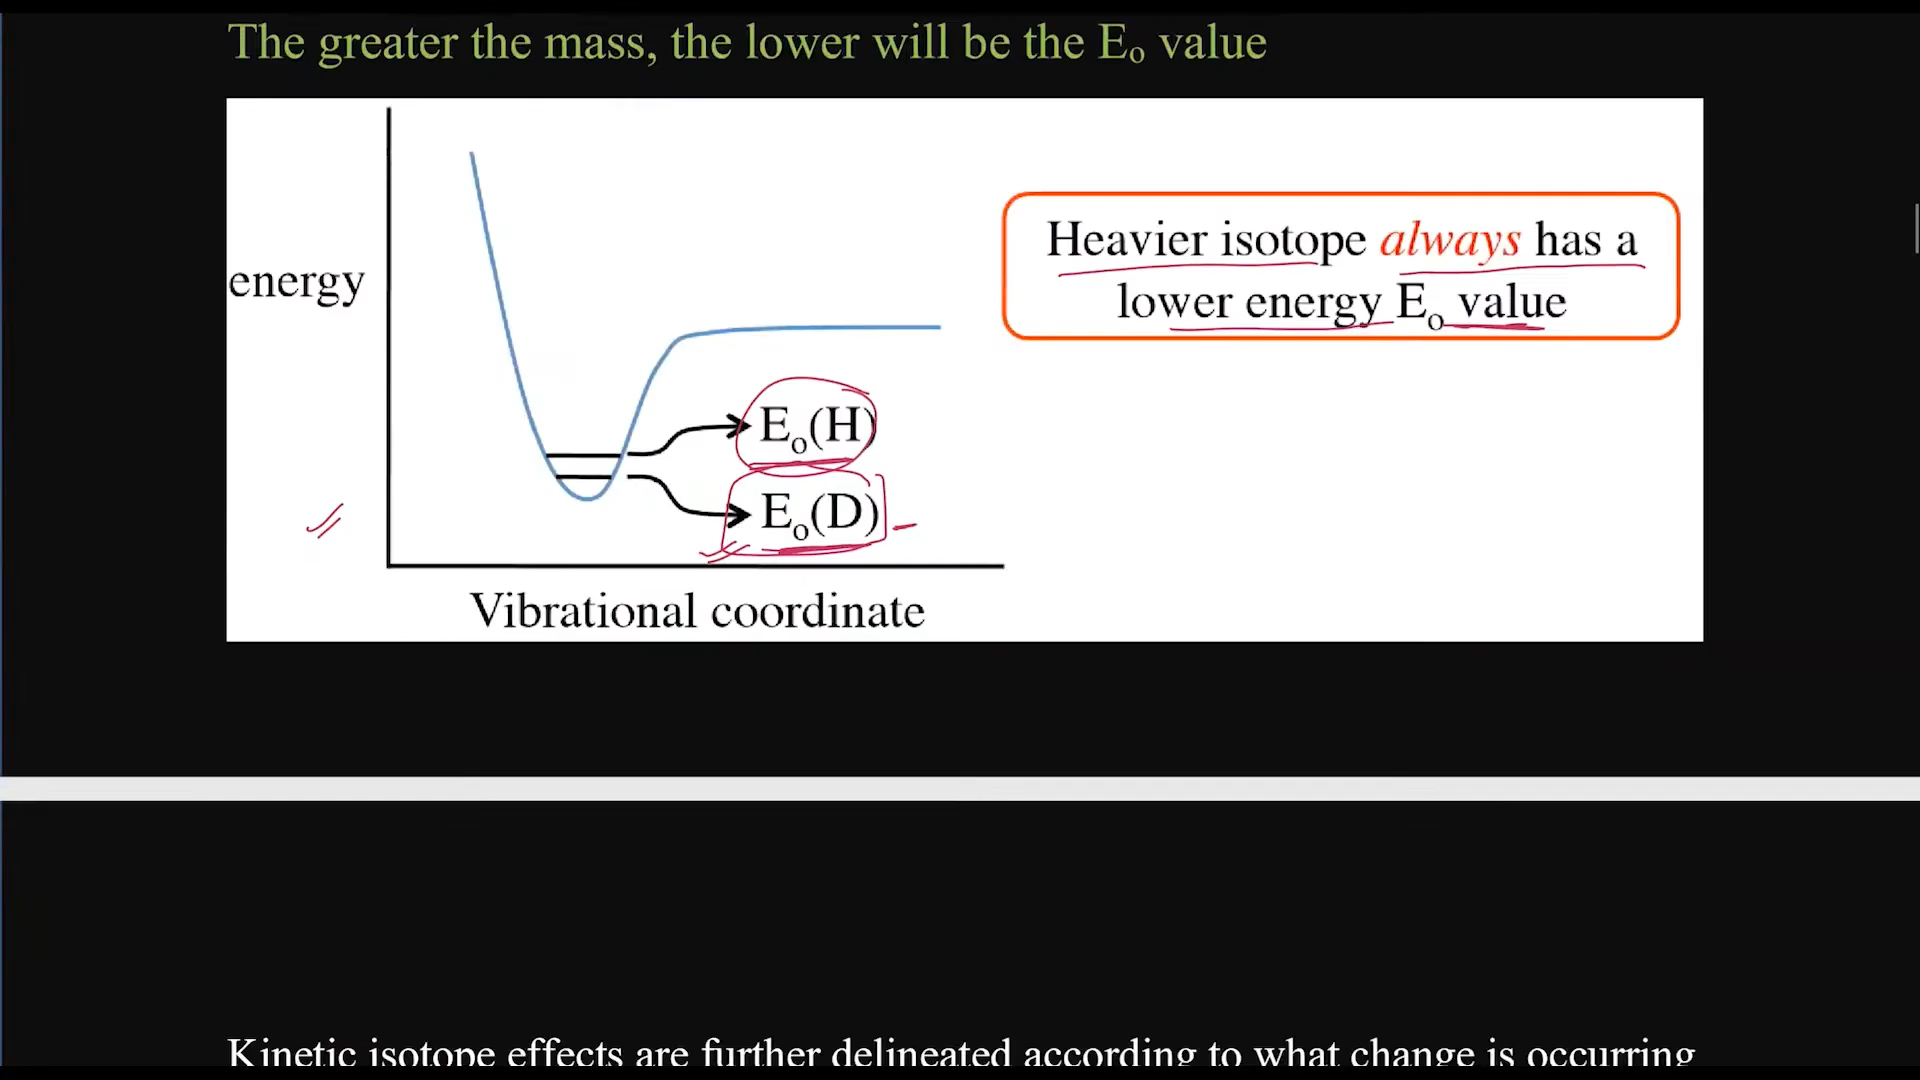 The greater the mass, the lower will be the Eₒ value
energy
Heavier isotope always has a
lower energy Eₒ value
Eₒ(H)
Eₒ(D)
Vibrational coordinate
Kinetic isotope effects are further delineated according to what change is occurring